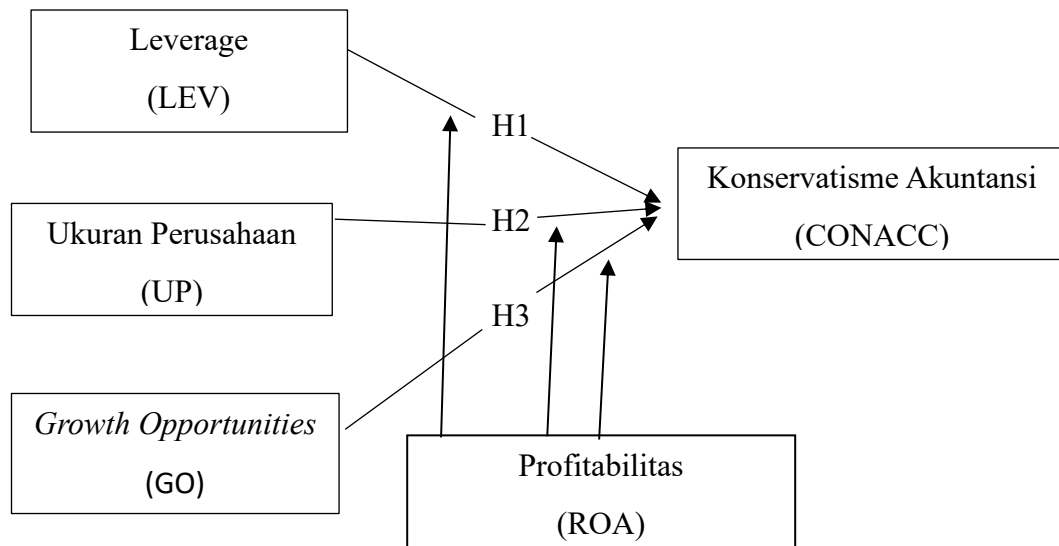 Leverage
(LEV)
H1
Konservatisme Akuntansi
(CONACC)
Ukuran Perusahaan
(UP)
H2
H3
Growth Opportunities
(GO)
Profitabilitas
(ROA)